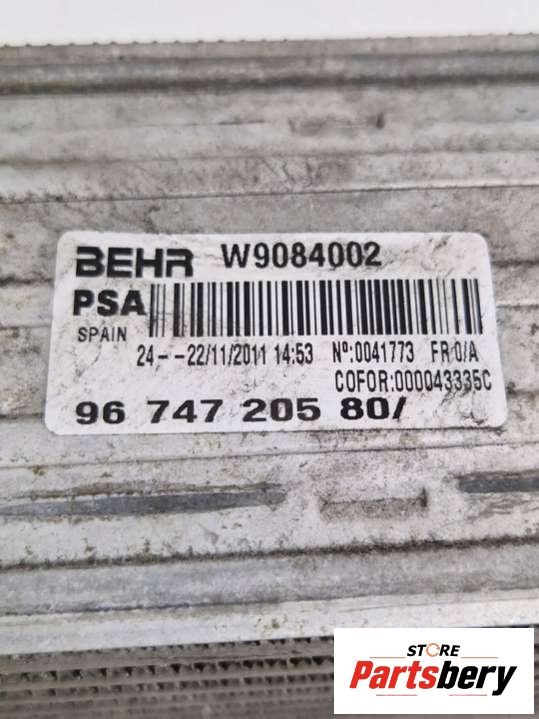 BEHR W9084002
PSA
SPAIN 24--22/11/2011 14:53 Nº:0041773 FR 0/A
COFOR:000043335C
96 747 205 80/
STORE
Partsbery